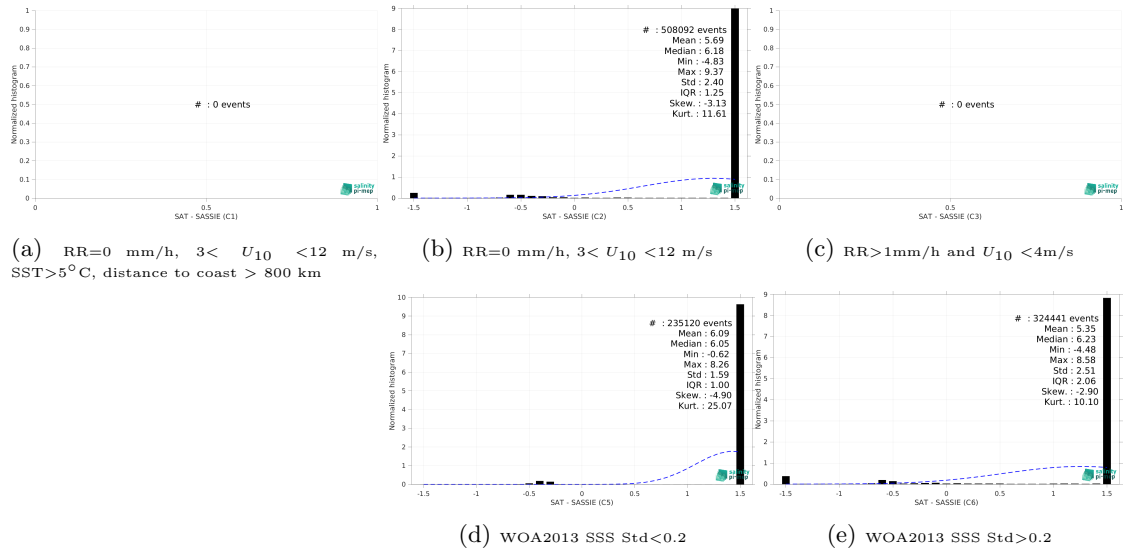 1
0.9
0.8
0.7
0.6
0.5
0.4
0.3
0.2
0.1
0
Normalized histogram
# : 0 events
salinity
pi-mep
0 0.5 1
SAT - SASSIE (C1)
(a) RR=0 mm/h, 3< U10 <12 m/s,
SST>5°C, distance to coast > 800 km
9
8
7
6
5
4
3
2
1
0
Normalized histogram
# : 508092 events
Mean : 5.69
Median : 6.18
Min : -4.83
Max : 9.37
Std : 2.40
IQR : 1.25
Skew. : -3.13
Kurt. : 11.61
salinity
pi-mep
-1.5 -1 -0.5 0 0.5 1 1.5
SAT - SASSIE (C2)
(b) RR=0 mm/h, 3< U10 <12 m/s
1
0.9
0.8
0.7
0.6
0.5
0.4
0.3
0.2
0.1
0
Normalized histogram
# : 0 events
salinity
pi-mep
0 0.5 1
SAT - SASSIE (C3)
(c) RR>1mm/h and U10 <4m/s
10
9
8
7
6
5
4
3
2
1
0
Normalized histogram
# : 235120 events
Mean : 6.09
Median : 6.05
Min : -0.62
Max : 8.26
Std : 1.59
IQR : 1.00
Skew. : -4.90
Kurt. : 25.07
salinity
pi-mep
-1.5 -1 -0.5 0 0.5 1 1.5
SAT - SASSIE (C5)
(d) WOA2013 SSS Std<0.2
9
8
7
6
5
4
3
2
1
0
Normalized histogram
# : 324441 events
Mean : 5.35
Median : 6.23
Min : -4.48
Max : 8.58
Std : 2.51
IQR : 2.06
Skew. : -2.90
Kurt. : 10.10
salinity
pi-mep
-1.5 -1 -0.5 0 0.5 1 1.5
SAT - SASSIE (C6)
(e) WOA2013 SSS Std>0.2